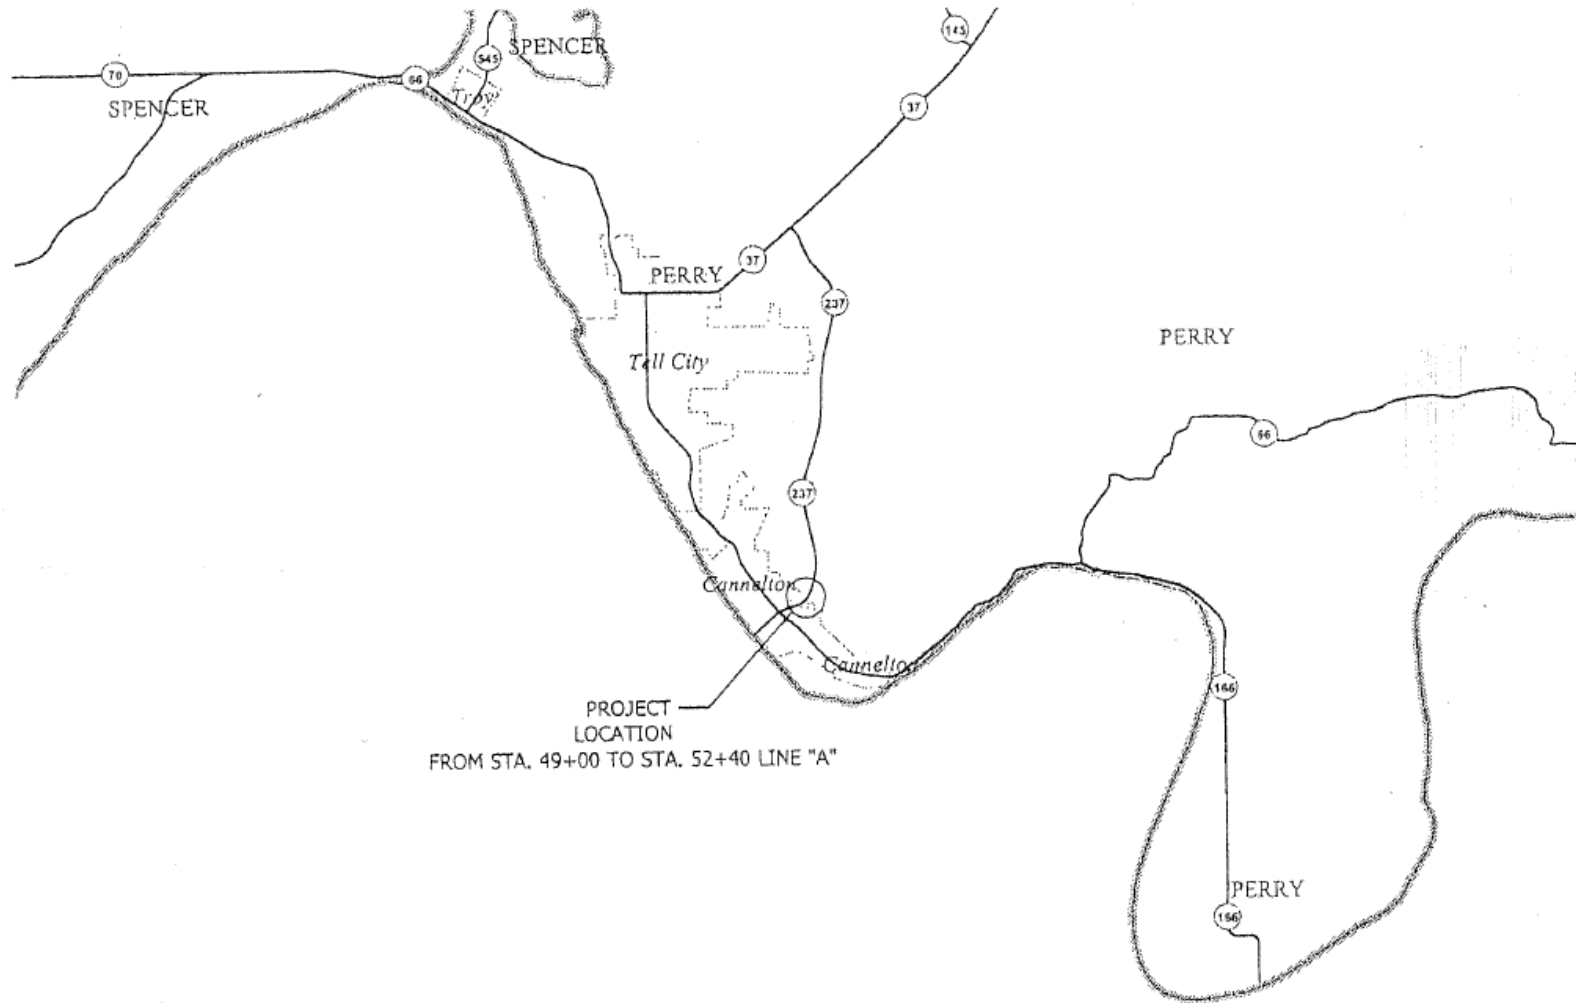 145
SPENCER
545
70
66
Troy
SPENCER
37
37
PERRY
237
PERRY
Tell City
66
237
Cannelton
Cannelton
166
PROJECT
LOCATION
FROM STA. 49+00 TO STA. 52+40 LINE "A"
PERRY
166